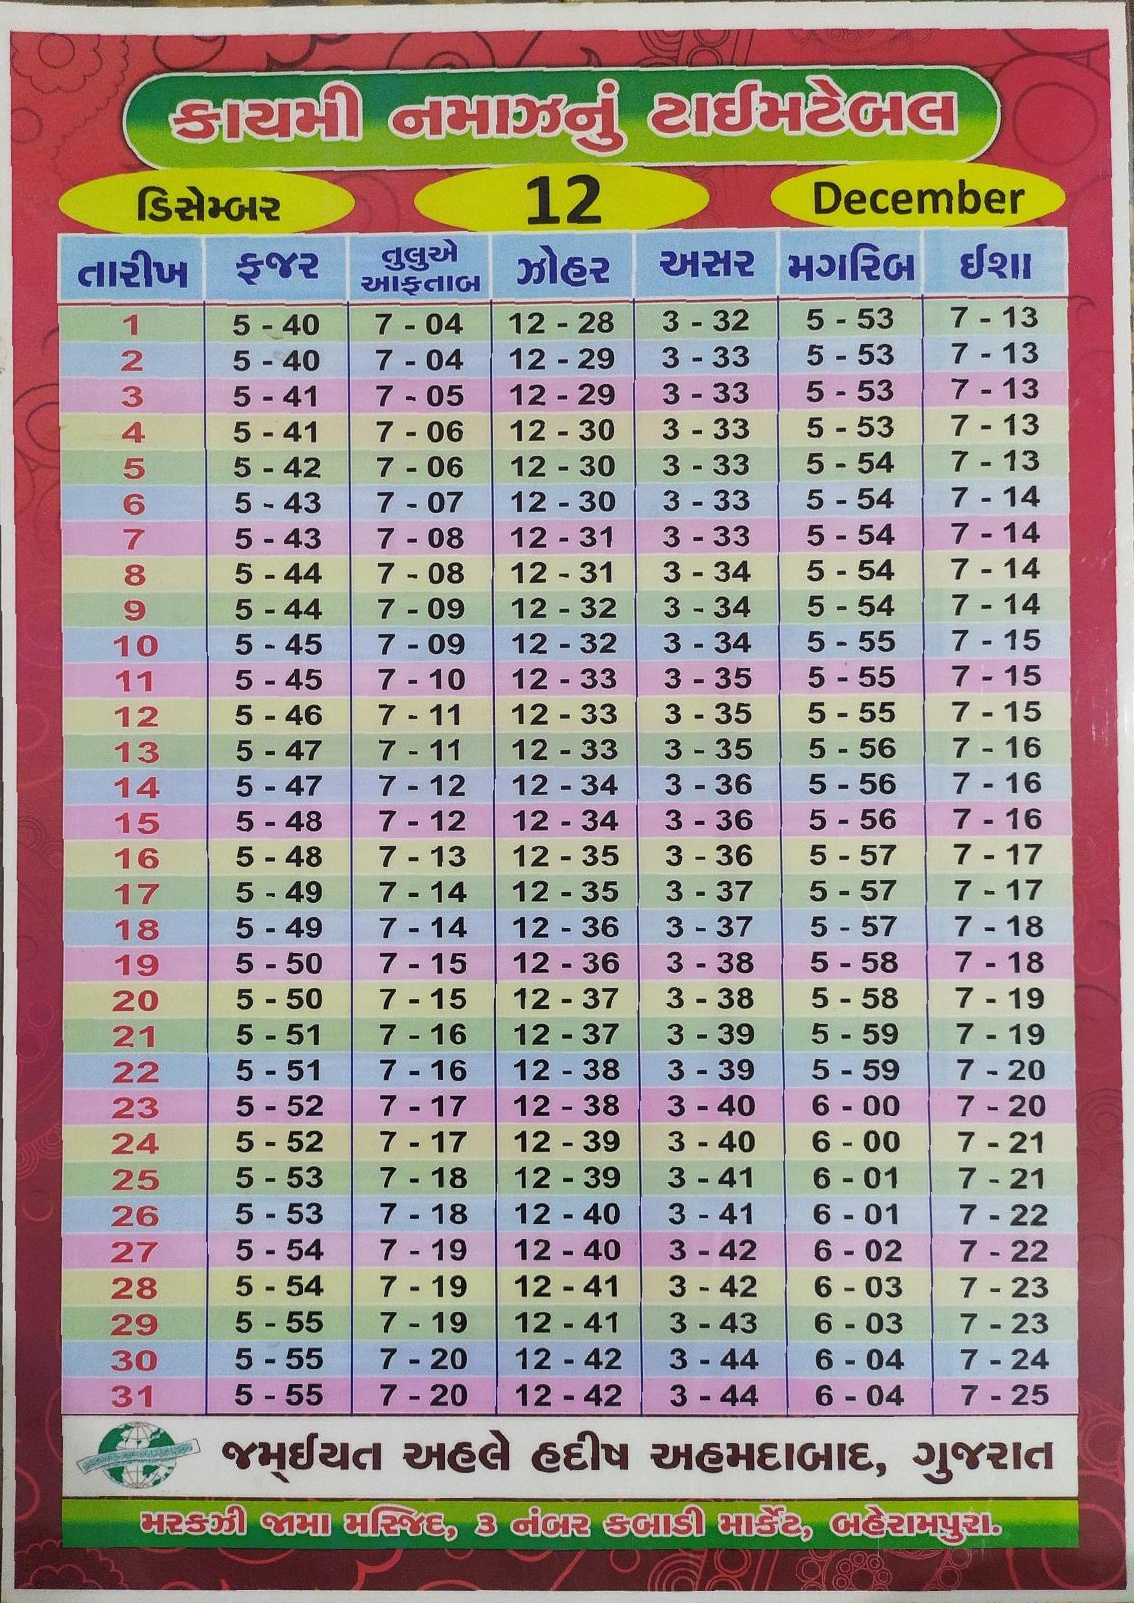 કાયમી નમાઝનું ટાઈમટેબલ
ડિસેમ્બર 12 December
તારીખ ફજર તુલુએ આફતાબ ઝોહર અસર મગરિબ ઈશા
1 5 - 40 7 - 04 12 - 28 3 - 32 5 - 53 7 - 13
2 5 - 40 7 - 04 12 - 29 3 - 33 5 - 53 7 - 13
3 5 - 41 7 - 05 12 - 29 3 - 33 5 - 53 7 - 13
4 5 - 41 7 - 06 12 - 30 3 - 33 5 - 53 7 - 13
5 5 - 42 7 - 06 12 - 30 3 - 33 5 - 54 7 - 13
6 5 - 43 7 - 07 12 - 30 3 - 33 5 - 54 7 - 14
7 5 - 43 7 - 08 12 - 31 3 - 33 5 - 54 7 - 14
8 5 - 44 7 - 08 12 - 31 3 - 34 5 - 54 7 - 14
9 5 - 44 7 - 09 12 - 32 3 - 34 5 - 54 7 - 14
10 5 - 45 7 - 09 12 - 32 3 - 34 5 - 55 7 - 15
11 5 - 45 7 - 10 12 - 33 3 - 35 5 - 55 7 - 15
12 5 - 46 7 - 11 12 - 33 3 - 35 5 - 55 7 - 15
13 5 - 47 7 - 11 12 - 33 3 - 35 5 - 56 7 - 16
14 5 - 47 7 - 12 12 - 34 3 - 36 5 - 56 7 - 16
15 5 - 48 7 - 12 12 - 34 3 - 36 5 - 56 7 - 16
16 5 - 48 7 - 13 12 - 35 3 - 36 5 - 57 7 - 17
17 5 - 49 7 - 14 12 - 35 3 - 37 5 - 57 7 - 17
18 5 - 49 7 - 14 12 - 36 3 - 37 5 - 57 7 - 18
19 5 - 50 7 - 15 12 - 36 3 - 38 5 - 58 7 - 18
20 5 - 50 7 - 15 12 - 37 3 - 38 5 - 58 7 - 19
21 5 - 51 7 - 16 12 - 37 3 - 39 5 - 59 7 - 19
22 5 - 51 7 - 16 12 - 38 3 - 39 5 - 59 7 - 20
23 5 - 52 7 - 17 12 - 38 3 - 40 6 - 00 7 - 20
24 5 - 52 7 - 17 12 - 39 3 - 40 6 - 00 7 - 21
25 5 - 53 7 - 18 12 - 39 3 - 41 6 - 01 7 - 21
26 5 - 53 7 - 18 12 - 40 3 - 41 6 - 01 7 - 22
27 5 - 54 7 - 19 12 - 40 3 - 42 6 - 02 7 - 22
28 5 - 54 7 - 19 12 - 41 3 - 42 6 - 03 7 - 23
29 5 - 55 7 - 19 12 - 41 3 - 43 6 - 03 7 - 23
30 5 - 55 7 - 20 12 - 42 3 - 44 6 - 04 7 - 24
31 5 - 55 7 - 20 12 - 42 3 - 44 6 - 04 7 - 25
જમ્ઈયત અહલે હદીષ અહમદાબાદ, ગુજરાત
મરકઝી જામા મસ્જિદ, ૩ નંબર કબાડી માર્કેટ, બહેરામપુરા.